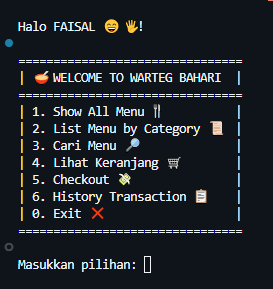 Halo FAISAL 😄 🖐!
================================
| 🍜 WELCOME TO WARTEG BAHARI |
================================
| 1. Show All Menu 🍴 |
| 2. List Menu by Category 📜 |
| 3. Cari Menu 🔎 |
| 4. Lihat Keranjang 🛒 |
| 5. Checkout 💸 |
| 6. History Transaction 📋 |
| 0. Exit ❌ |
================================
Masukkan pilihan: